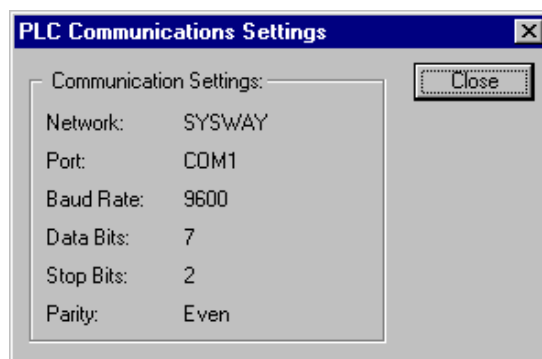 PLC Communications Settings
Communication Settings:
Close
Network: SYSWAY
Port: COM1
Baud Rate: 9600
Data Bits: 7
Stop Bits: 2
Parity: Even